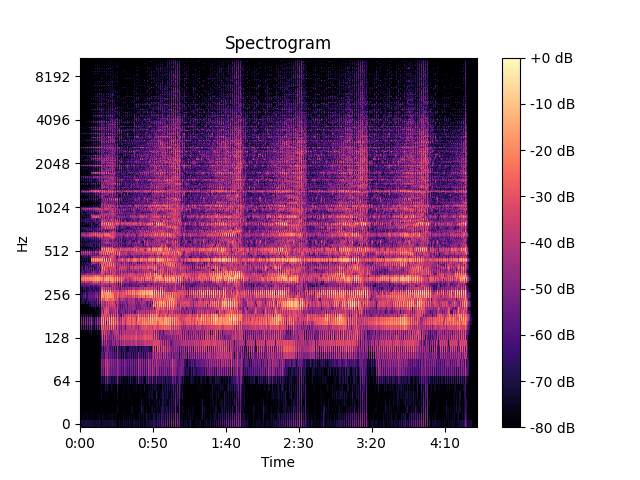 Spectrogram
8192
4096
2048
1024
512
256
128
64
0
Hz
0:00 0:50 1:40 2:30 3:20 4:10
Time
+0 dB
-10 dB
-20 dB
-30 dB
-40 dB
-50 dB
-60 dB
-70 dB
-80 dB